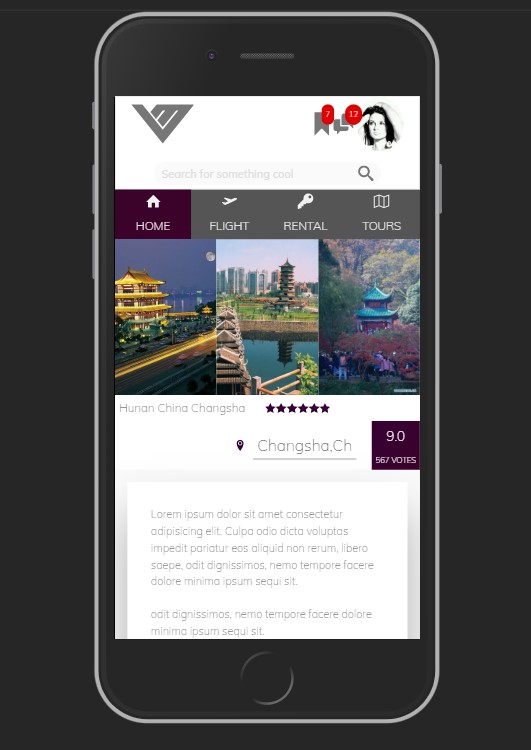 7 12
Search for something cool
HOME FLIGHT RENTAL TOURS
Hunan China Changsha
9.0
Changsha,Ch
567 VOTES
Lorem ipsum dolor sit amet consectetur
adipisicing elit. Culpa odio dicta voluptas
impedit pariatur eos aliquid non rerum, libero
saepe, odit dignissimos, nemo tempore facere
dolore minima ipsum sequi sit.
odit dignissimos, nemo tempore facere dolore
minima ipsum sequi sit.